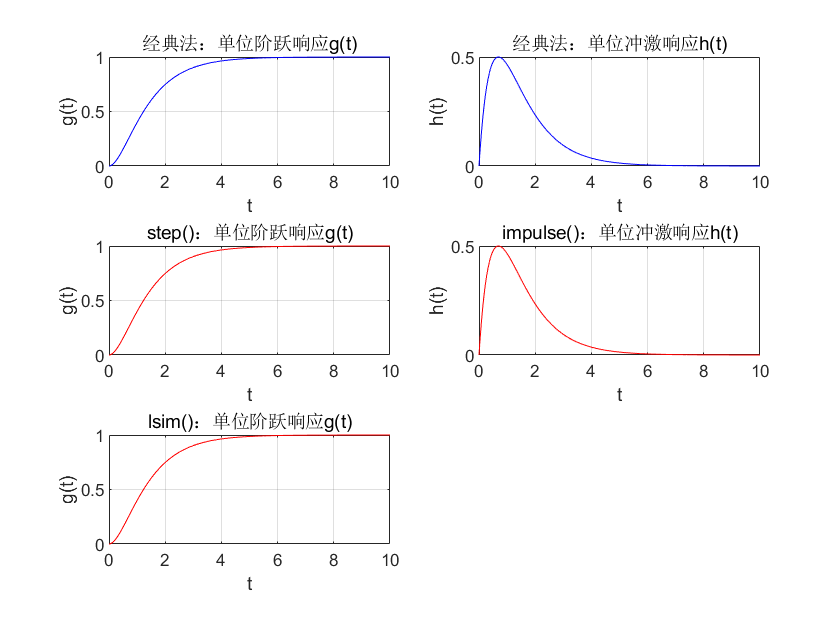 经典法：单位阶跃响应g(t)
1
0.5
0
g(t)
0 2 4 6 8 10
t
经典法：单位冲激响应h(t)
0.5
0
h(t)
0 2 4 6 8 10
t
step()：单位阶跃响应g(t)
1
0.5
0
g(t)
0 2 4 6 8 10
t
impulse()：单位冲激响应h(t)
0.5
0
h(t)
0 2 4 6 8 10
t
lsim()：单位阶跃响应g(t)
1
0.5
0
g(t)
0 2 4 6 8 10
t